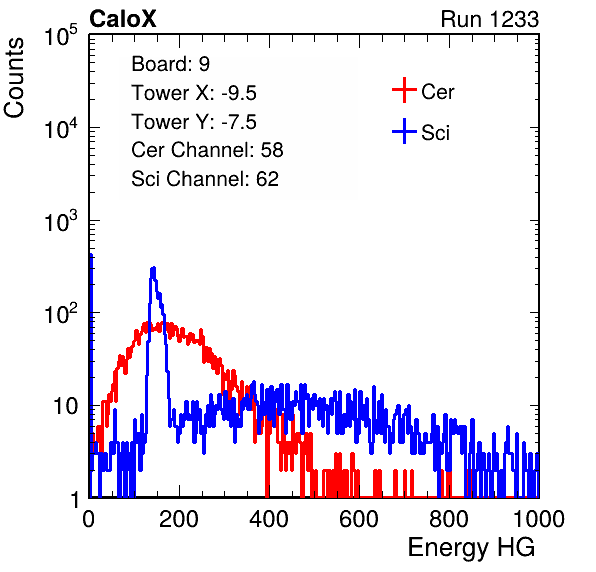 CaloX Run 1233
Counts
Board: 9
Tower X: -9.5
Tower Y: -7.5
Cer Channel: 58
Sci Channel: 62
Cer
Sci
10^5
10^4
10^3
10^2
10
1
0 200 400 600 800 1000
Energy HG